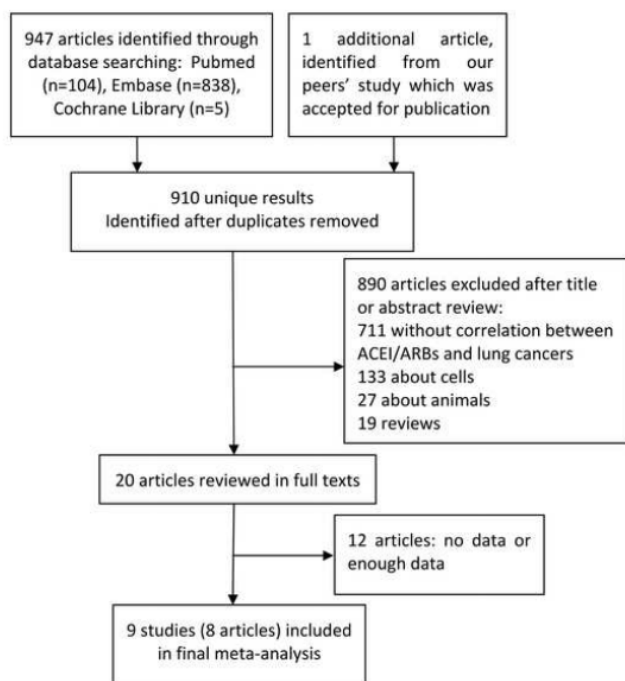 947 articles identified through
database searching: Pubmed
(n=104), Embase (n=838),
Cochrane Library (n=5)
1 additional article,
identified from our
peers' study which was
accepted for publication
910 unique results
Identified after duplicates removed
890 articles excluded after title
or abstract review:
711 without correlation between
ACEI/ARBs and lung cancers
133 about cells
27 about animals
19 reviews
20 articles reviewed in full texts
12 articles: no data or
enough data
9 studies (8 articles) included
in final meta-analysis